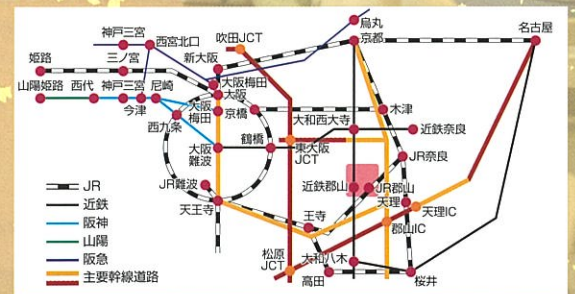 烏丸
神戸三宮
西宮北口
吹田JCT
京都
名古屋
新大阪
姫路
三ノ宮
大阪梅田
大阪
山陽姫路
西代
神戸三宮
尼崎
今津
大阪
梅田
京橋
木津
西九条
大和西大寺
近鉄奈良
大阪
難波
鶴橋
東大阪
JCT
JR奈良
JR難波
近鉄郡山
JR郡山
天理
天王寺
天理IC
王寺
郡山IC
松原
JCT
大和八木
高田
桜井
JR
近鉄
阪神
山陽
阪急
主要幹線道路